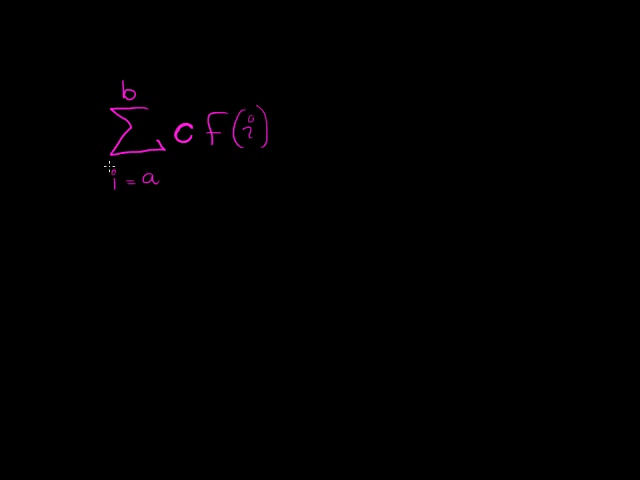 b
∑ c f(i)
i = a